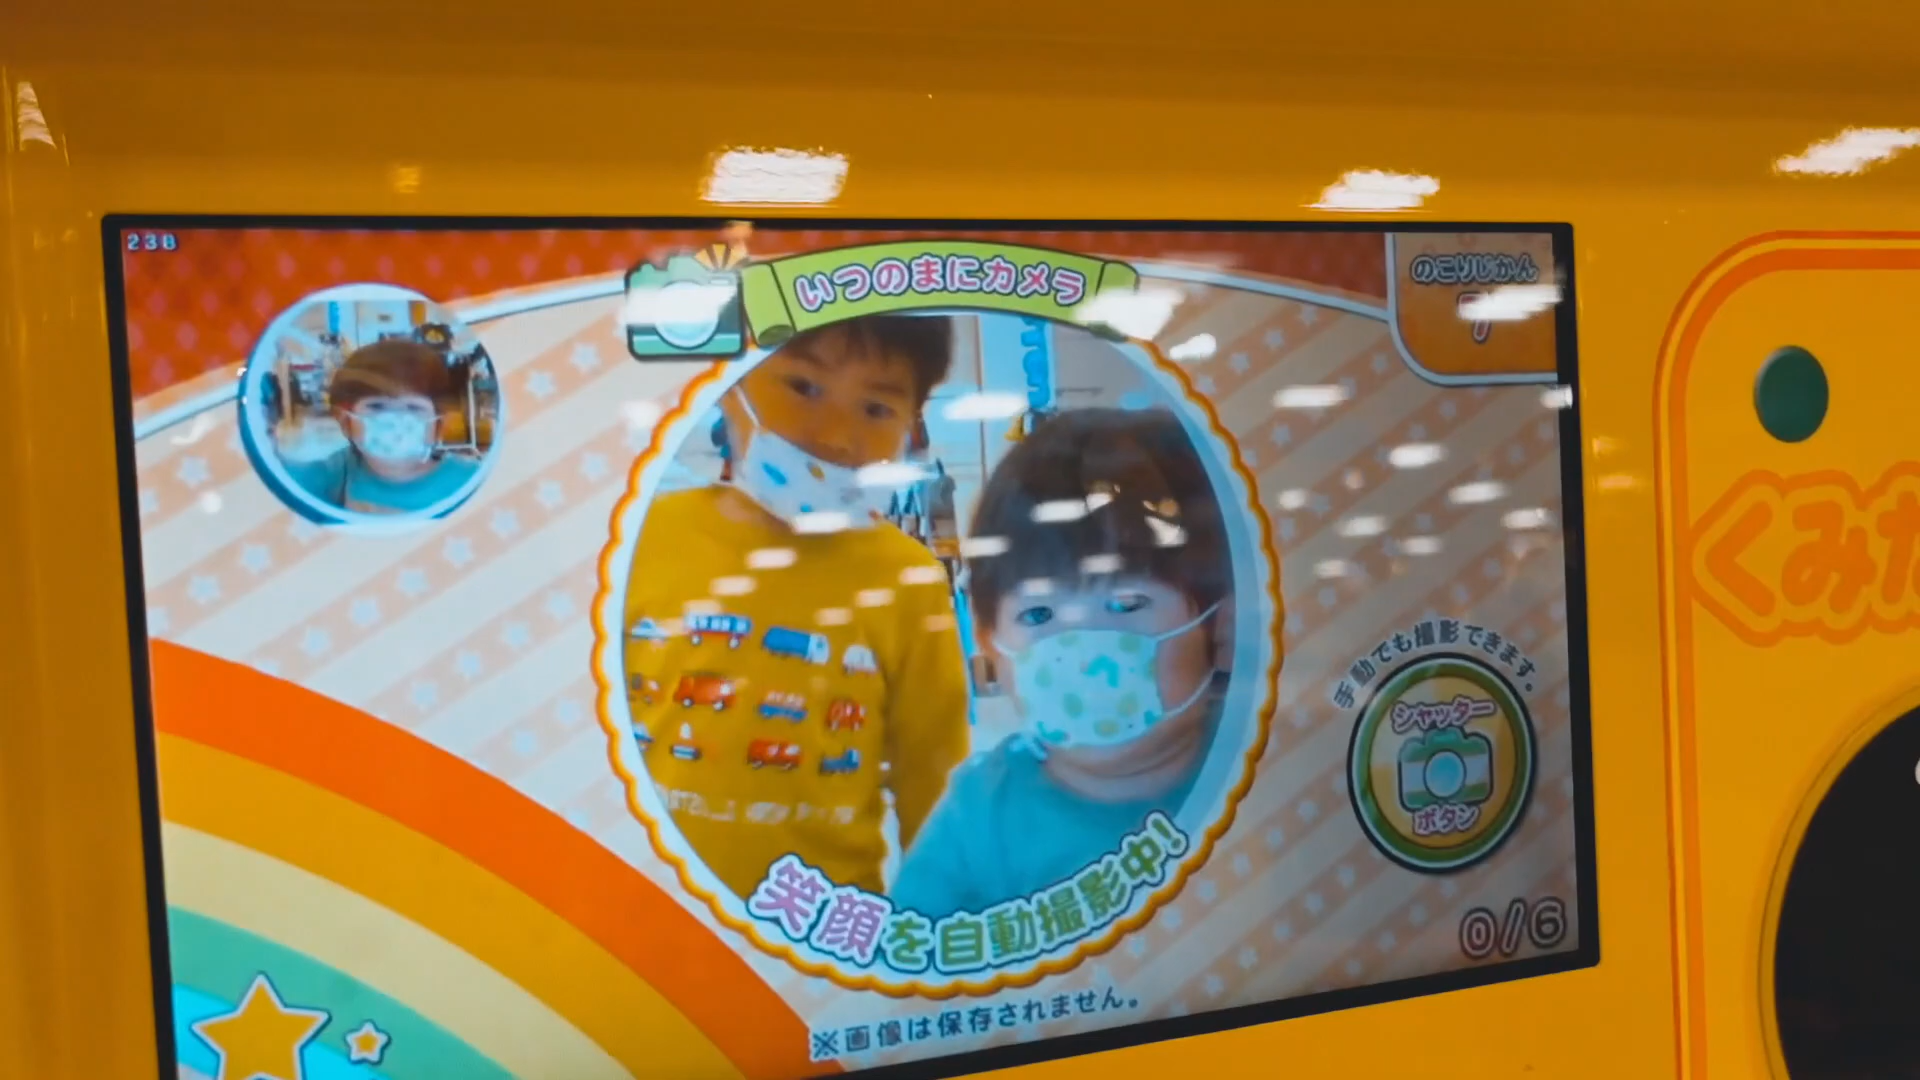 238
いつのまにカメラ
のこりじかん
7
手動でも撮影できます。
シャッター
ボタン
笑顔を自動撮影中!
0/6
※画像は保存されません。
くみた